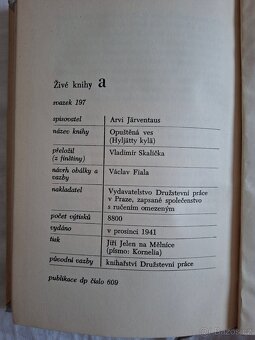 Živé knihy a
svazek 197
spisovatel Arvi Järventaus
název knihy Opuštěná ves
(Hyljätty kylä)
přeložil Vladimír Skalička
(z finštiny)
návrh obálky a Václav Fiala
vazby
nakladatel Vydavatelstvo Družstevní práce
v Praze, zapsané společenstvo
s ručením omezeným
počet výtisků 8800
vydáno v prosinci 1941
tisk Jiří Jelen na Mělníce
(písmo: Kornelia)
původní vazby knihařství Družstevní práce
publikace dp číslo 609